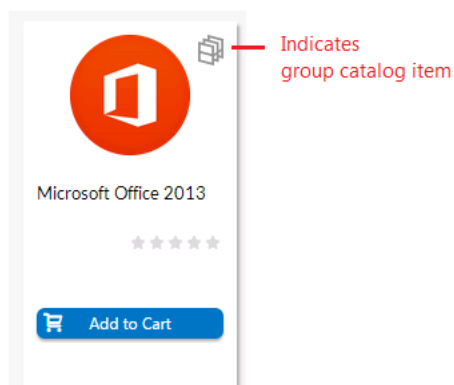 Indicates
group catalog item
Microsoft Office 2013
Add to Cart